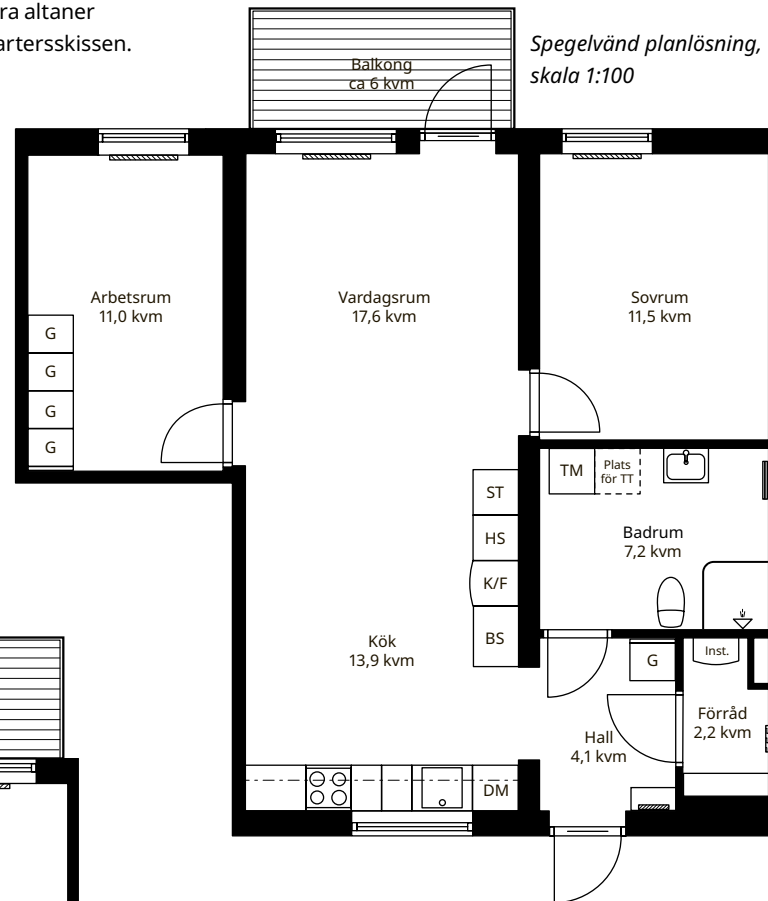 ra altaner
artersskissen.
Spegelvänd planlösning,
skala 1:100
Balkong
ca 6 kvm
Arbetsrum
11,0 kvm
Vardagsrum
17,6 kvm
Sovrum
11,5 kvm
G
G
G
G
TM
Plats
för TT
ST
HS
K/F
BS
Badrum
7,2 kvm
Kök
13,9 kvm
G
Inst.
Hall
4,1 kvm
Förråd
2,2 kvm
DM